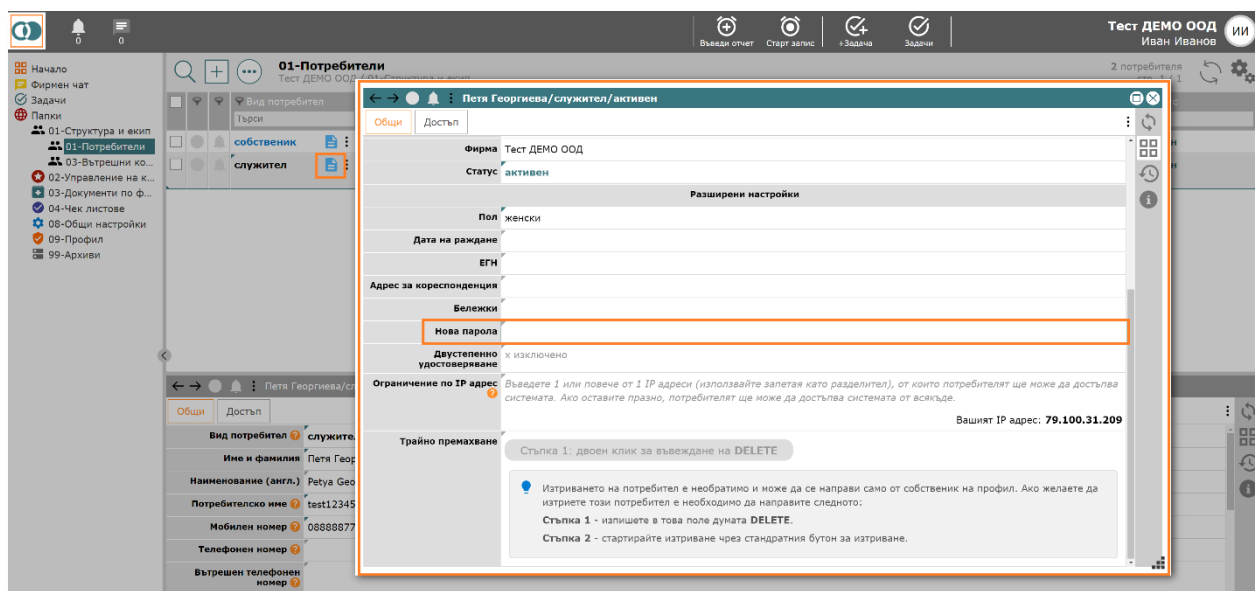 0
0
Въведи отчет
Старт запис
+Задача
Задачи
Тест ДЕМО ООД
Иван Иванов
ИИ
Начало
Фирмен чат
Задачи
Папки
01-Структура и екип
01-Потребители
03-Вътрешни ко...
02-Управление на к...
03-Документи по ф...
04-Чек листове
08-Общи настройки
09-Профил
99-Архиви
01-Потребители
Тест ДЕМО ООД / 01-Структура и екип
2 потребителя
стр. 1 / 1
Вид потребител
Търси
собственик
служител
Петя Георгиева/служител/активен
Общи
Достъп
Фирма Тест ДЕМО ООД
Статус активен
Разширени настройки
Пол женски
Дата на раждане
ЕГН
Адрес за кореспонденция
Бележки
Нова парола
Двустепенно
удостоверяване
x изключено
Ограничение по IP адрес
Въведете 1 или повече от 1 IP адреси (използвайте запетая като разделител), от които потребителят ще може да достъпва
системата. Ако оставите празно, потребителят ще може да достъпва системата от всякъде.
Вашият IP адрес: 79.100.31.209
Трайно премахване
Стъпка 1: двоен клик за въвеждане на DELETE
Изтриването на потребител е необратимо и може да се направи само от собственик на профил. Ако желаете да
изтриете този потребител е необходимо да направите следното:
Стъпка 1 - изпишете в това поле думата DELETE.
Стъпка 2 - стартирайте изтриване чрез стандратния бутон за изтриване.
Петя Георгиева/сл
Общи
Достъп
Вид потребител служите
Име и фамилия Петя Геор
Наименование (англ.) Petya Geo
Потребителско име test12345
Мобилен номер 08888877
Телефонен номер
Вътрешен телефонен
номер